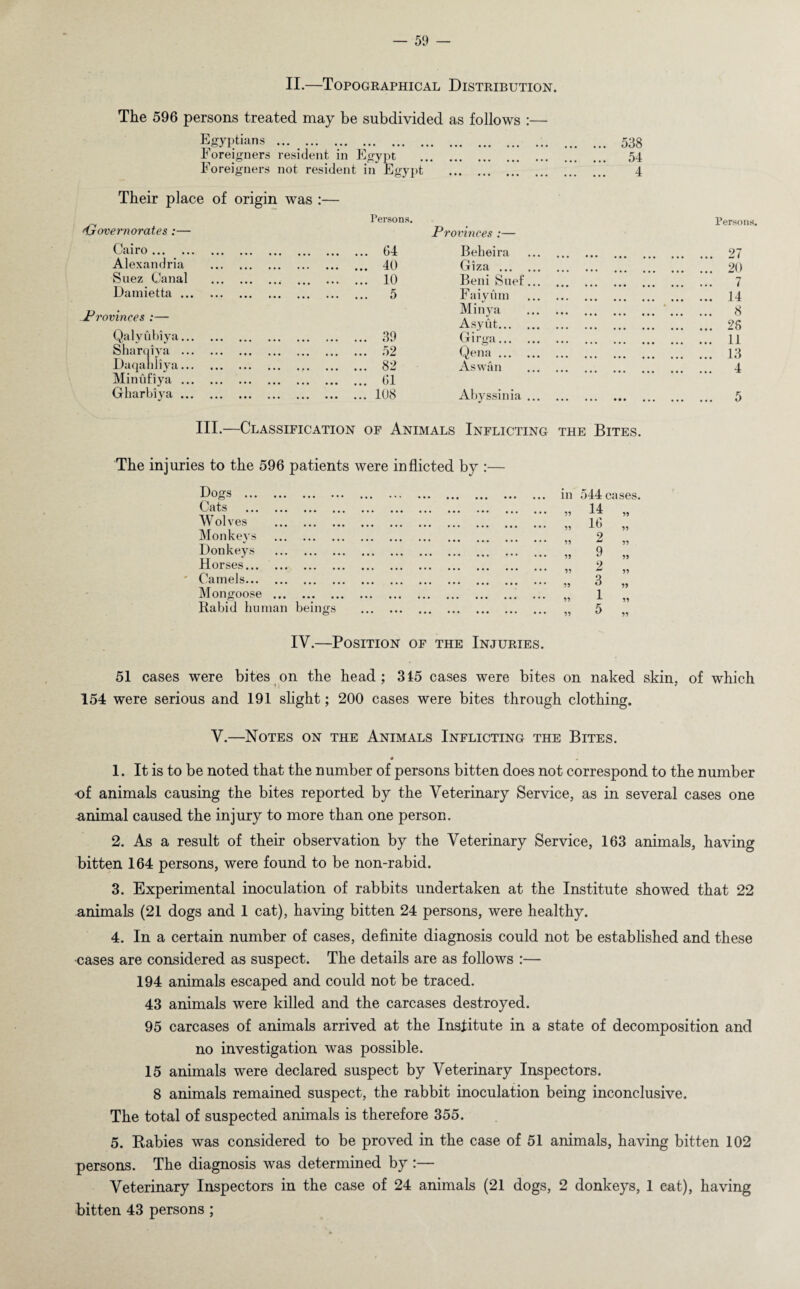 — 59 —
II.—Topographical Distribution.
The 596 persons treated may be subdivided as follows :—
Egyptians ... ... ... ... ... ... ... ... ... ... ... ... 538
Foreigners resident in Egypt ... ... ... ... ... ... ... 54
Foreigners not resident in Egypt ... ... ... ... ... ... 4
Their place of origin was :—
Persons.
Governorates :—
Cairo ... ... ... ... ... ... ... ... 64
Alexandria ... ... ... ... ... ... 40
Suez Canal ... ... ... ... ... ... 10
Damietta ... ... ... ... ... ... ... 5
Provinces :—
Qalyûbîya ... ... ... ... ... ... ... 39
Sharqîya ... ... ... ... ... ... ... 52
Daqahlîya ... ... ... ... ... ... ... 82
Minûfîya ... ... ... ... ... ... ... 61
Gharbîya ... ... ... ... ... ... ... 108
Persons.
Provinces :—
Beheira ... ... ... ... ... ... ... 27
Gîza ... ... ... ... ... ... ... ... 20
Beni Suef ... ... ... ... ... ... ... 7
Faiyûm ... ... ... ... ... ... ... 14
Minya ... ... ... ... ... ... ... 8
Asyût ... ... ... ... ... ... ... ... 28
Girga ... ... ... ... ... ... ... ... 11
Qena ... ... ... ... ... ... ... ... 13
Aswân ... ... ... ... ... ... ... 4
Abyssinia ... ... ... ... ... ... ... 5
III.—Classification of Animals Inflicting the Bites.
The injuries to the 596 patients were inflicted by :—
Dogs ... ... ... ... ... ... ... ... ... ... ... in 544 cases.
Cats ... ... ... ... ... ... ... ... ... ... ... „ 14 „
Wolves ... ... ... ... ... ... ... ... ... ... „ 16 „
Monkeys ... ... ... ... ... ... ... ... ... ... „ 2 „
Donkeys ... ... ... ... ... ... ... ... ... ... „ 9 „
Horses ... ... ... ... ... ... ... ... ... ... ... „ 2 „
Camels ... ... ... ... ... ... ... ... ... ... ... „ 3 „
Mongoose ... ... ... ... ... ... ... ... ... ... „ 1 „
Rabid human beings ... ... ... ... ... ... ... „ 5 „
IV.—Position of the Injuries.
51 cases were bites on the head ; 345 cases were bites on naked skin, of which
154 were serious and 191 slight ; 200 cases were bites through clothing.
V.—Notes on the Animals Inflicting the Bites.
1. It is to be noted that the number of persons bitten does not correspond to the number
of animals causing the bites reported by the Veterinary Service, as in several cases one
animal caused the injury to more than one person.
2. As a result of their observation by the Veterinary Service, 163 animals, having
bitten 164 persons, were found to be non-rabid.
3. Experimental inoculation of rabbits undertaken at the Institute showed that 22
animals (21 dogs and 1 cat), having bitten 24 persons, were healthy.
4. In a certain number of cases, definite diagnosis could not be established and these
cases are considered as suspect. The details are as follows :—
194 animals escaped and could not be traced.
43 animals were killed and the carcases destroyed.
95 carcases of animals arrived at the Institute in a state of decomposition and
no investigation was possible.
15 animals were declared suspect by Veterinary Inspectors.
8 animals remained suspect, the rabbit inoculation being inconclusive.
The total of suspected animals is therefore 355.
5. Rabies was considered to be proved in the case of 51 animals, having bitten 102
persons. The diagnosis was determined by :—
Veterinary Inspectors in the case of 24 animals (21 dogs, 2 donkeys, 1 cat), having
bitten 43 persons ;